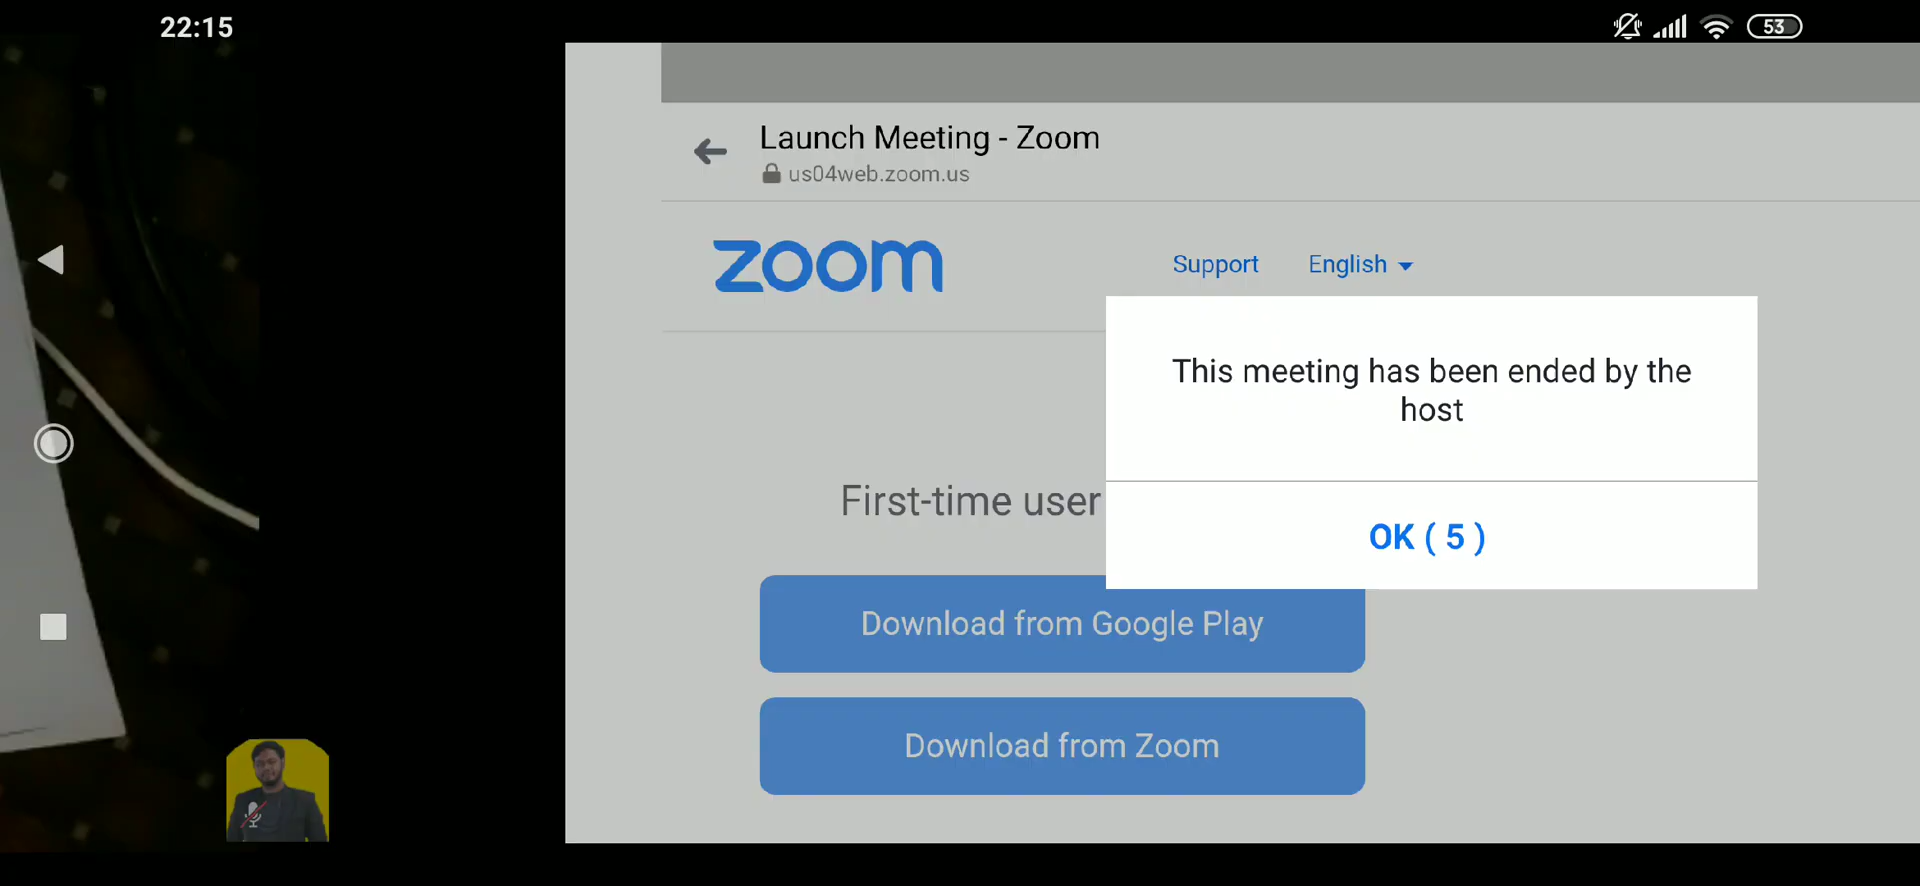 22:15
53
Launch Meeting - Zoom
us04web.zoom.us
zoom
Support
English
This meeting has been ended by the
host
First-time user
OK ( 5 )
Download from Google Play
Download from Zoom